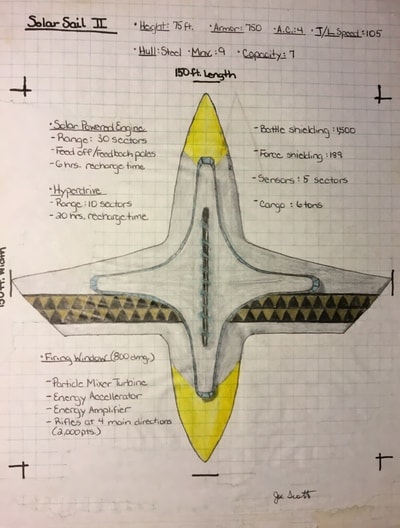 Solar Sail II
• Height: 75 ft. • Armor: 750 • A.C.: 4 • T/L Speed: 105
• Hull: Steel • Mav.: 9 • Capacity: 7
150 ft. Length
• Solar Powered Engine
- Range: 30 sectors
- Feed off/feedback poles
- 6 hrs. recharge time
• Hyperdrive
- Range: 10 sectors
- 20 hrs. recharge time
- Battle shielding: 1,500
- Force shielding: 199
- Sensors: 5 sectors
- Cargo: 6 tons
150 ft. Width
• Firing Window (800 dmg.)
- Particle Mixor Turbine
- Energy Accellerator
- Energy Amplifier
- Rifles at 4 main directions
(2,000 pts.)
Joe Scott